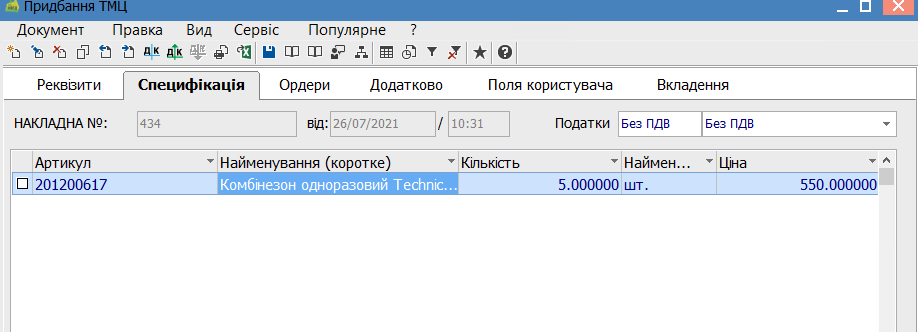 Придбання ТМЦ
Документ Правка Вид Сервіс Популярне ?
Реквізити Специфікація Ордери Додатково Поля користувача Вкладення
НАКЛАДНА №: 434 від: 26/07/2021 / 10:31 Податки Без ПДВ Без ПДВ
Артикул Найменування (коротке) Кількість Наймен... Ціна
201200617 Комбінезон одноразовий Technic... 5.000000 шт. 550.000000